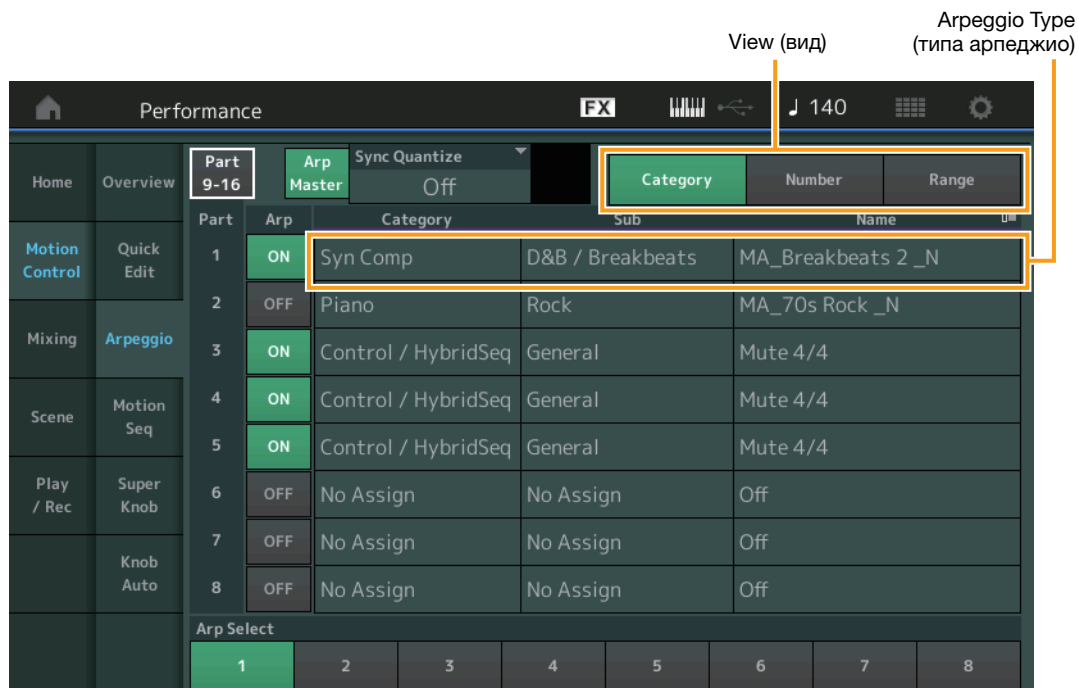 Arpeggio Type
(типа арпеджио)
View (вид)
Performance FX 140
Home Overview Part 9-16 Arp Master Sync Quantize Off Category Number Range
Part Arp Category Sub Name
Motion Control Quick Edit 1 ON Syn Comp D&B / Breakbeats MA_Breakbeats 2 _N
2 OFF Piano Rock MA_70s Rock _N
Mixing Arpeggio 3 ON Control / HybridSeq General Mute 4/4
Scene Motion Seq 4 ON Control / HybridSeq General Mute 4/4
5 ON Control / HybridSeq General Mute 4/4
Play / Rec Super Knob 6 OFF No Assign No Assign Off
7 OFF No Assign No Assign Off
Knob Auto 8 OFF No Assign No Assign Off
Arp Select
1 2 3 4 5 6 7 8